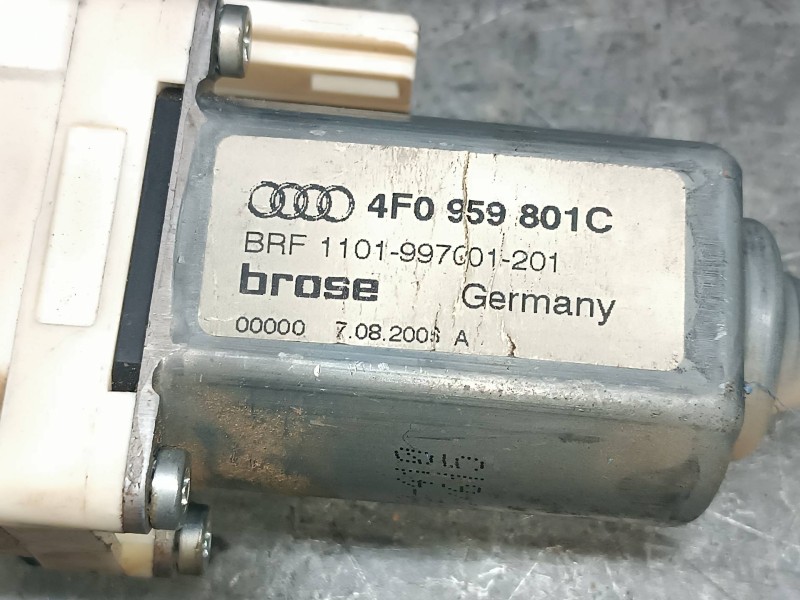 4F0 959 801C
BRF 1101-997001-201
brose Germany
00000 7.08.2006 A